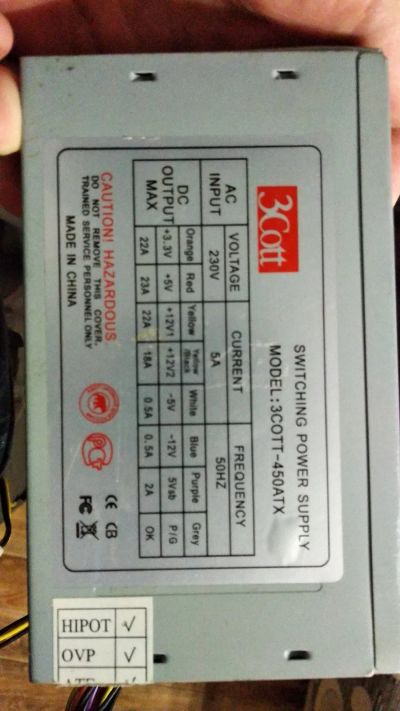 3Cott
SWITCHING POWER SUPPLY
MODEL:3COTT-450ATX
AC INPUT VOLTAGE CURRENT FREQUENCY
230V 5A 50HZ
DC OUTPUT Orange Red Yellow Yellow/Black White Blue Purple Grey
+3.3V +5V +12V1 +12V2 -5V -12V 5Vsb P/G
MAX 22A 23A 22A 18A 0.5A 0.5A 2A OK
CAUTION! HAZARDOUS
DO NOT REMOVE THIS COVER,
TRAINED SERVICE PERSONNEL ONLY
MADE IN CHINA
CE CB
FC
HIPOT √
OVP √